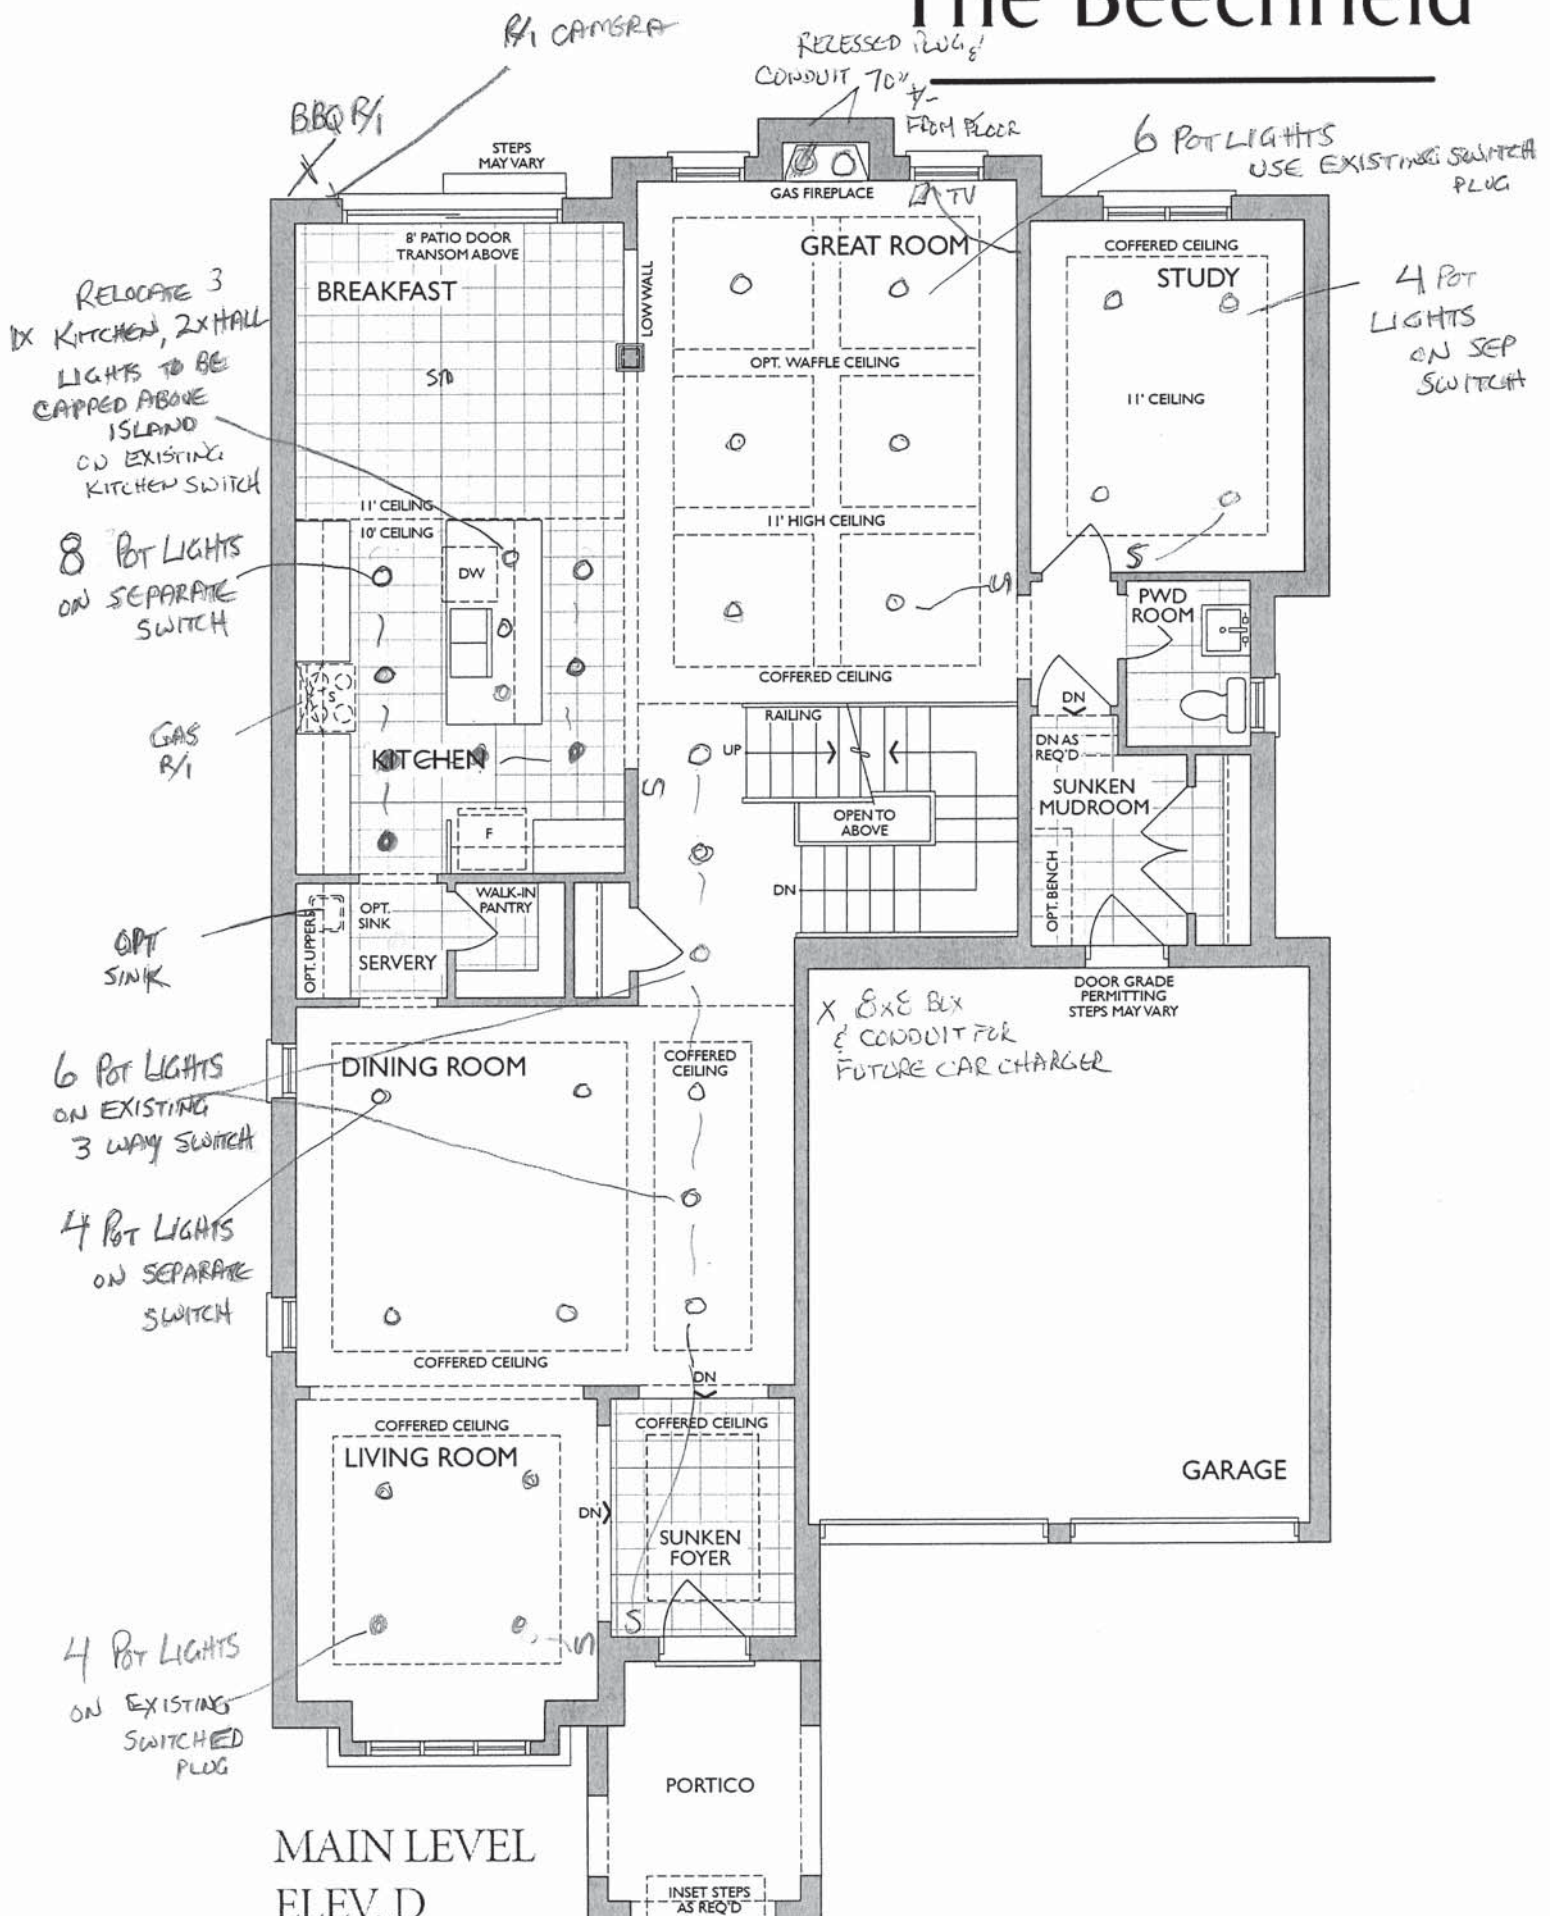 The Beechfield
R/I CAMERA
RECESSED PLUG &
CONDUIT 70" +/-
FROM FLOOR
BBQ R/I
STEPS
MAY VARY
6 POT LIGHTS
USE EXISTING SWITCH
PLUG
GAS FIREPLACE
TV
8' PATIO DOOR
TRANSOM ABOVE
BREAKFAST
LOW WALL
GREAT ROOM
COFFERED CEILING
STUDY
4 POT
LIGHTS
ON SEP
SWITCH
RELOCATE 3
1X KITCHEN, 2X HALL
LIGHTS TO BE
CAPPED ABOVE
ISLAND
ON EXISTING
KITCHEN SWITCH
OPT. WAFFLE CEILING
11' CEILING
11' CEILING
10' CEILING
11' HIGH CEILING
8 POT LIGHTS
ON SEPARATE
SWITCH
DW
S
PWD
ROOM
COFFERED CEILING
S
GAS
R/I
KITCHEN
S
RAILING
UP
DN
DN AS
REQ'D
SUNKEN
MUDROOM
OPEN TO
ABOVE
F
DN
OPT. BENCH
OPT
SINK
OPT. UPPERS
OPT.
SINK
WALK-IN
PANTRY
SERVERY
DOOR GRADE
PERMITTING
STEPS MAY VARY
X 8x8 BOX
& CONDUIT FOR
FUTURE CAR CHARGER
6 POT LIGHTS
ON EXISTING
3 WAY SWITCH
DINING ROOM
COFFERED
CEILING
4 POT LIGHTS
ON SEPARATE
SWITCH
COFFERED CEILING
DN
COFFERED CEILING
LIVING ROOM
COFFERED CEILING
DN
SUNKEN
FOYER
GARAGE
S
S
4 POT LIGHTS
ON EXISTING
SWITCHED
PLUG
PORTICO
MAIN LEVEL
ELEV. D
INSET STEPS
AS REQ'D